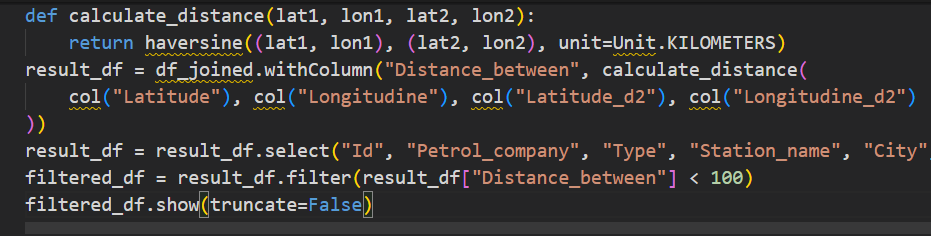 def calculate_distance(lat1, lon1, lat2, lon2):
    return haversine((lat1, lon1), (lat2, lon2), unit=Unit.KILOMETERS)
result_df = df_joined.withColumn("Distance_between", calculate_distance(
    col("Latitude"), col("Longitudine"), col("Latitude_d2"), col("Longitudine_d2")
))
result_df = result_df.select("Id", "Petrol_company", "Type", "Station_name", "City",
filtered_df = result_df.filter(result_df["Distance_between"] < 100)
filtered_df.show(truncate=False)